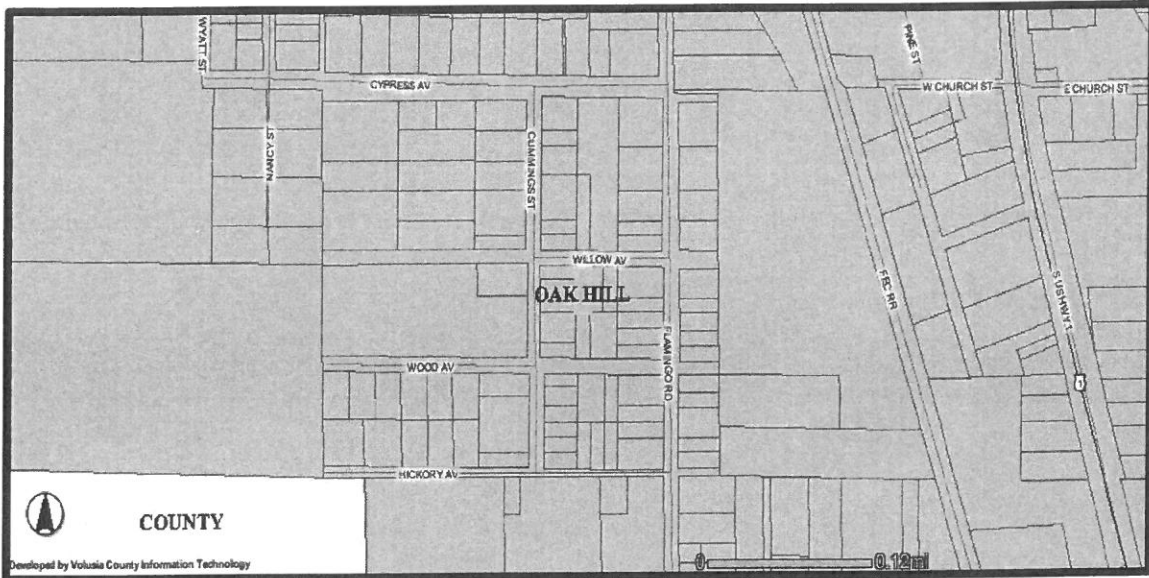 WYATT ST
PINE ST
CYPRESS AV
W CHURCH ST
E CHURCH ST
NANCY ST
CUMMINGS ST
WILLOW AV
OAK HILL
FEC RR
S US HWY 1
FLAMINGO RD
WOOD AV
1
HICKORY AV
COUNTY
0 0.12mi
Developed by Volusia County Information Technology